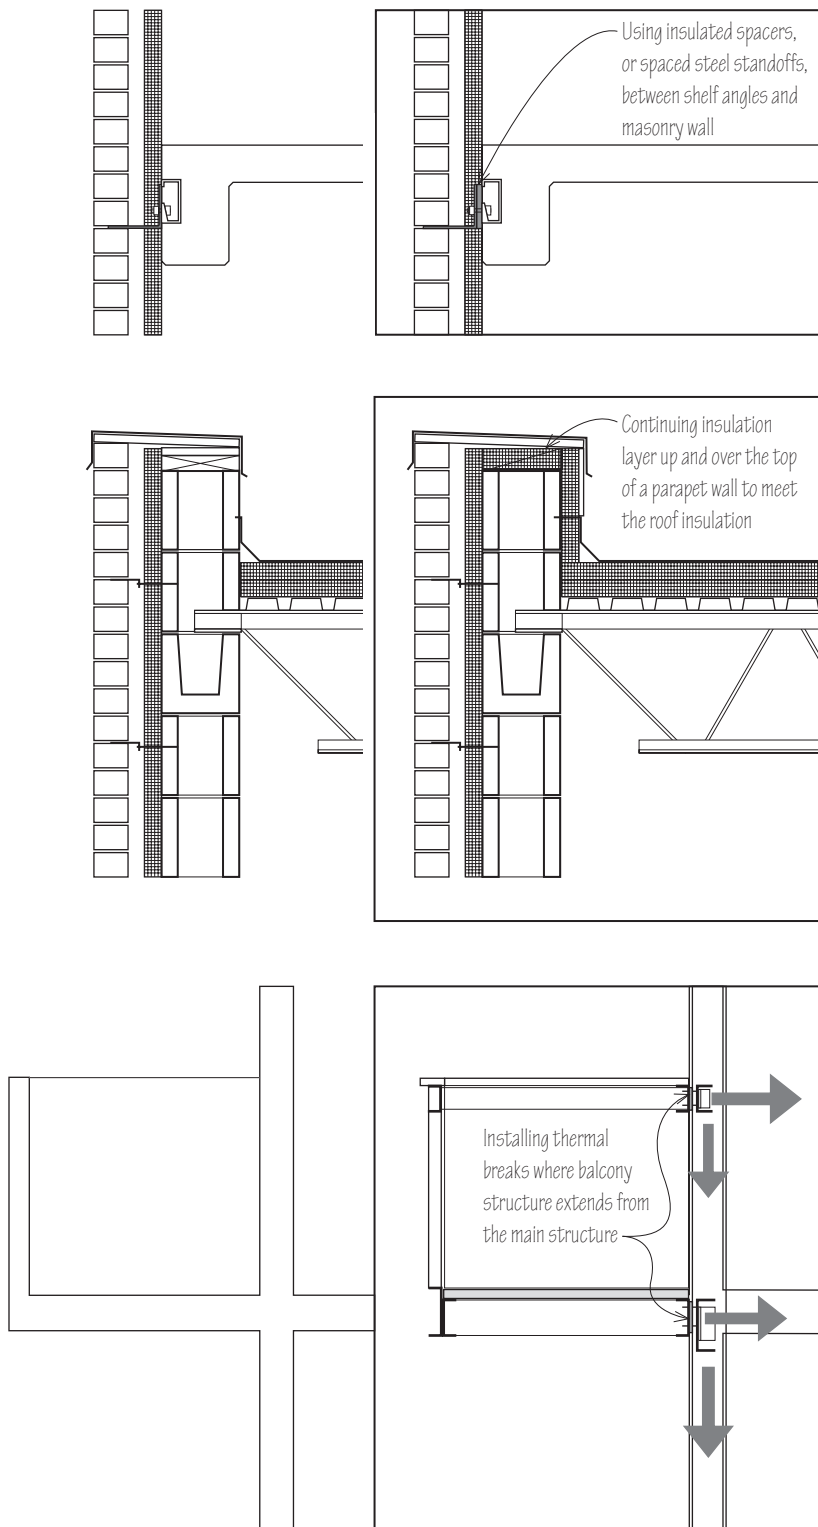 Using insulated spacers,
or spaced steel standoffs,
between shelf angles and
masonry wall
Continuing insulation
layer up and over the top
of a parapet wall to meet
the roof insulation
Installing thermal
breaks where balcony
structure extends from
the main structure